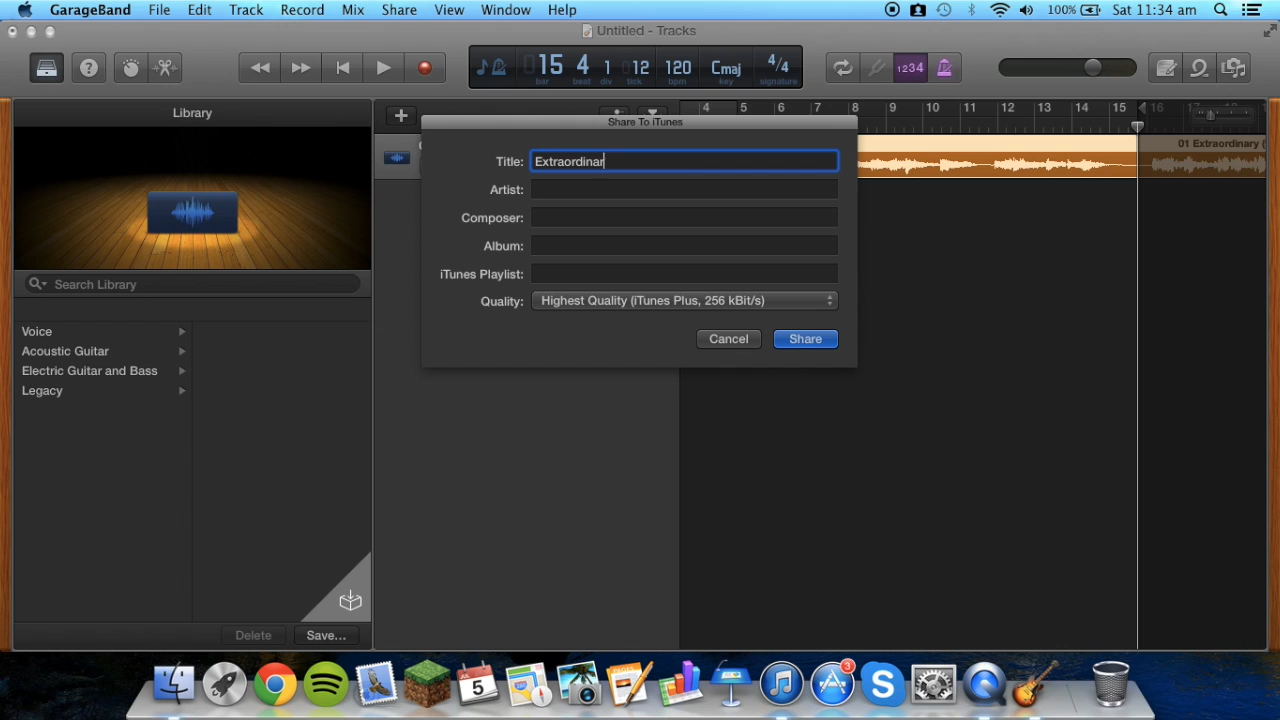 GarageBand File Edit Track Record Mix Share View Window Help 100% Sat 11:34 am
Untitled - Tracks
15 4 1 12 120 Cmaj 4/4
bar beat div tick bpm key signature
1234
Library
4 5 6 7 8 9 10 11 12 13 14 15 16
Share To iTunes
01 Extraordinary (
Title: Extraordinar
Artist:
Composer:
Album:
iTunes Playlist:
Quality: Highest Quality (iTunes Plus, 256 kBit/s)
Cancel Share
Search Library
Voice
Acoustic Guitar
Electric Guitar and Bass
Legacy
Delete Save...
5
3